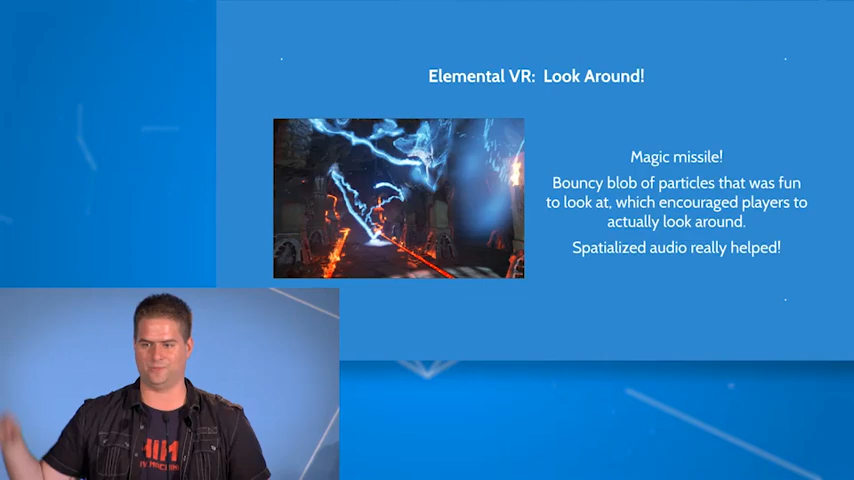 Elemental VR: Look Around!
Magic missile!
Bouncy blob of particles that was fun
to look at, which encouraged players to
actually look around.
Spatialized audio really helped!